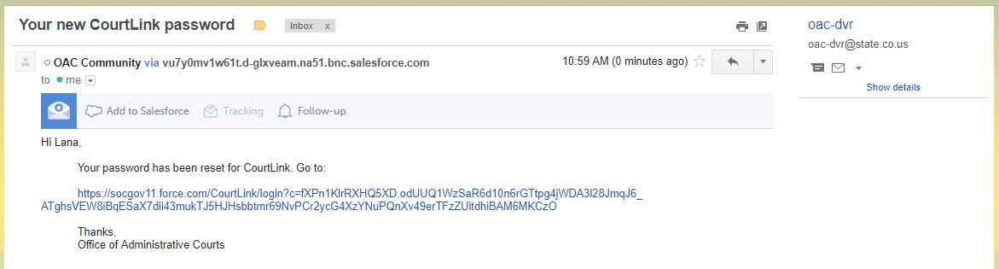 Your new CourtLink password
Inbox x
OAC Community via vu7y0mv1w61t.d-glxveam.na51.bnc.salesforce.com
10:59 AM (0 minutes ago)
to me
Add to Salesforce
Tracking
Follow-up
Hi Lana,
Your password has been reset for CourtLink. Go to:
https://socgov11.force.com/CourtLink/login?c=fXPn1KlrRXHQ5XD.odUUQ1WzSaR6d10n6rGTtpg4jWDA3l28JmqJ6_
ATghsVEW8iBqESaX7dii43mukTJ5HJHsbbtmr69NvPCr2ycG4XzYNuPQnXv49erTFzZUitdhiBAM6MKCzO
Thanks,
Office of Administrative Courts
oac-dvr
oac-dvr@state.co.us
Show details